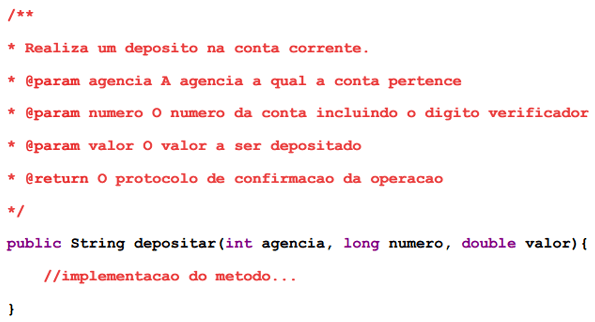 /**
* Realiza um deposito na conta corrente.
* @param agencia A agencia a qual a conta pertence
* @param numero O numero da conta incluindo o digito verificador
* @param valor O valor a ser depositado
* @return O protocolo de confirmacao da operacao
*/
public String depositar(int agencia, long numero, double valor){
//implementacao do metodo...
}